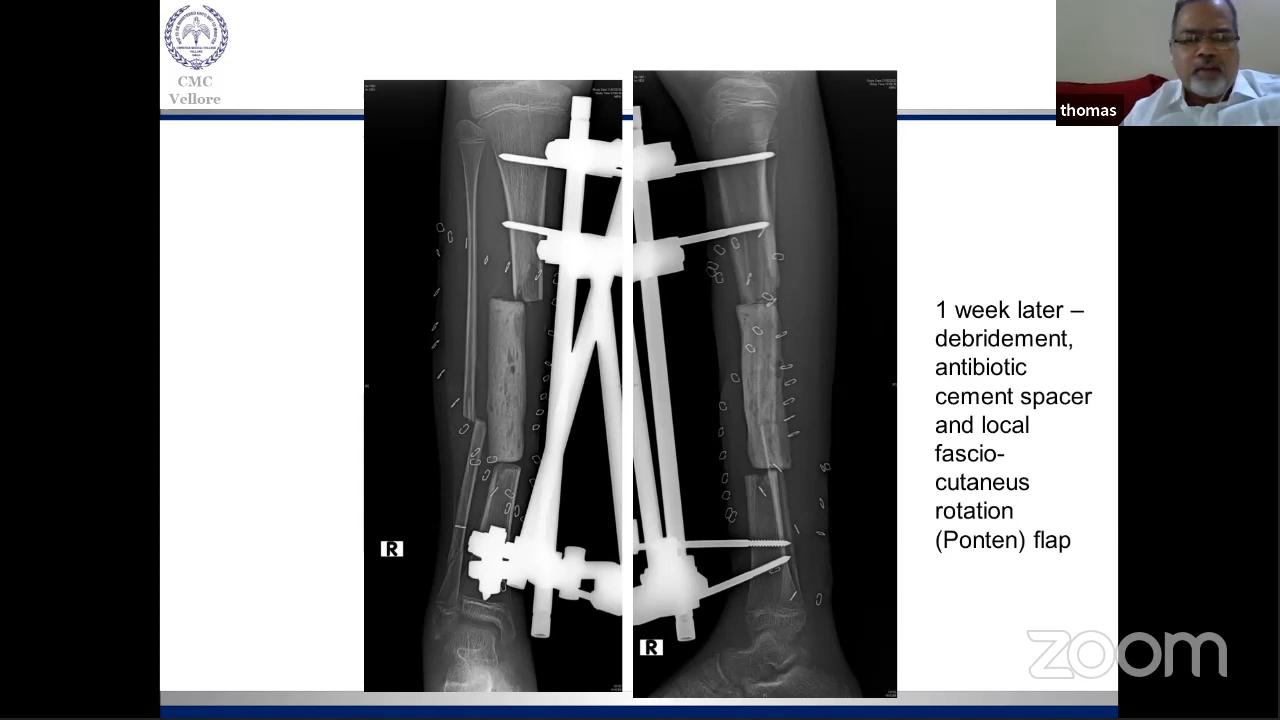 CMC
Vellore
thomas
1 week later –
debridement,
antibiotic
cement spacer
and local
fascio-
cutaneus
rotation
(Ponten) flap
R
R
zoom